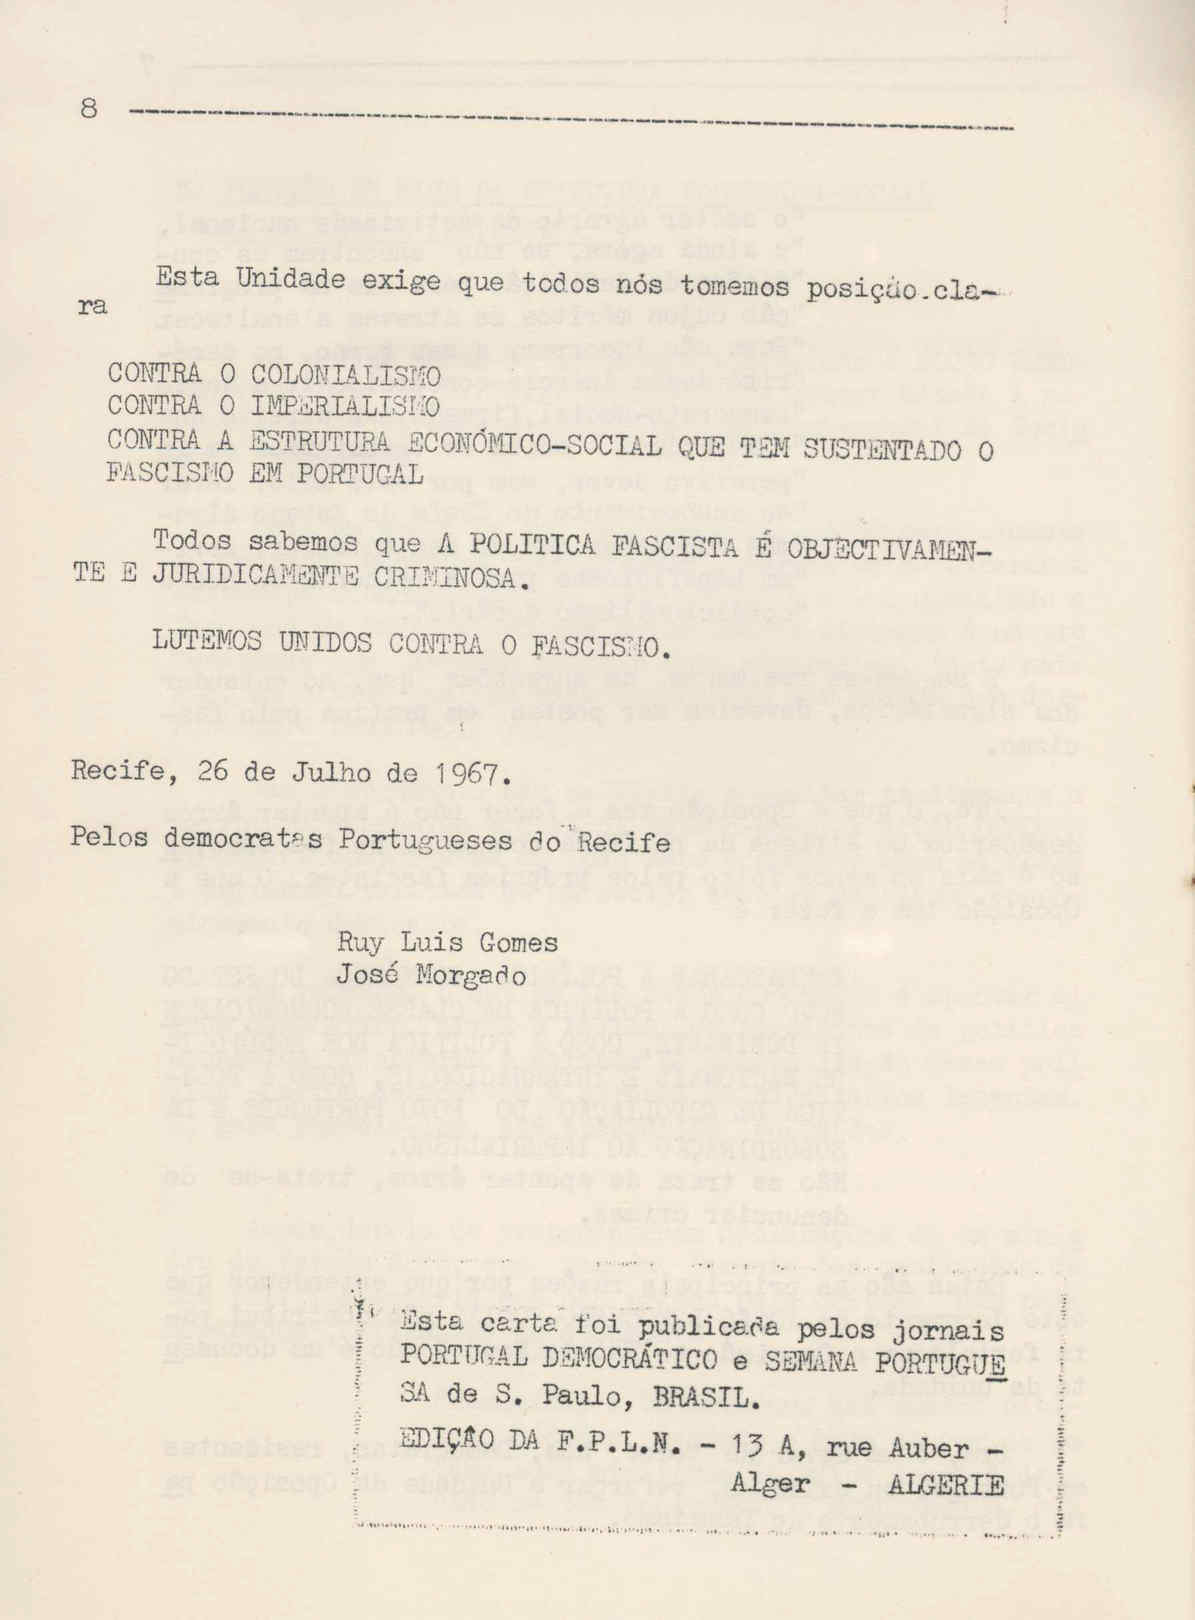 8
Esta Unidade exige que todos nós tomemos posição cla-
ra
CONTRA O COLONIALISMO
CONTRA O IMPERIALISMO
CONTRA A ESTRUTURA ECONÓMICO-SOCIAL QUE TEM SUSTENTADO O
FASCISMO EM PORTUGAL
Todos sabemos que A POLITICA FASCISTA É OBJECTIVAMEN-
TE E JURIDICAMENTE CRIMINOSA.
LUTEMOS UNIDOS CONTRA O FASCISMO.
Recife, 26 de Julho de 1967.
Pelos democratas Portugueses do Recife
Ruy Luis Gomes
José Morgado
Esta carta foi publicada pelos jornais
PORTUGAL DEMOCRÁTICO e SEMANA PORTUGUE
SA de S. Paulo, BRASIL.
EDIÇÃO DA F.P.L.N. - 13 A, rue Auber -
Alger - ALGERIE